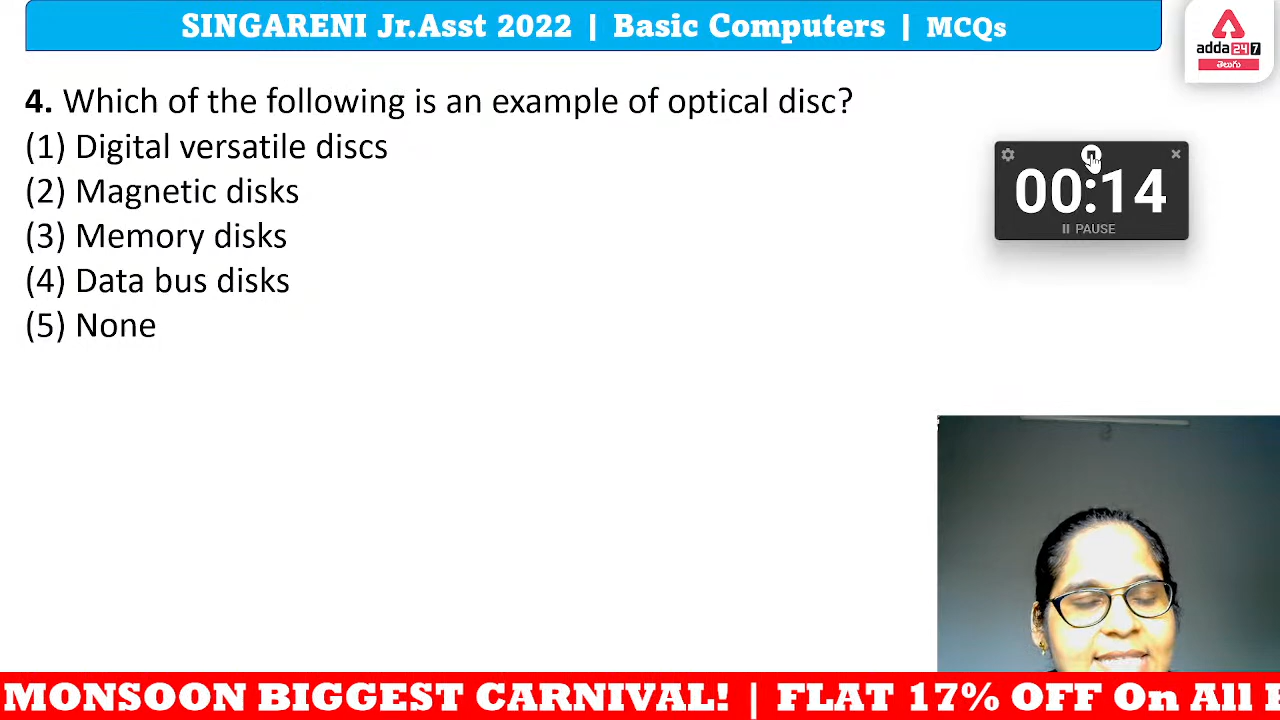 SINGARENI Jr.Asst 2022 | Basic Computers | MCQs
adda247
తెలుగు
4. Which of the following is an example of optical disc?
(1) Digital versatile discs
(2) Magnetic disks
(3) Memory disks
(4) Data bus disks
(5) None
00:14
PAUSE
MONSOON BIGGEST CARNIVAL! | FLAT 17% OFF On All